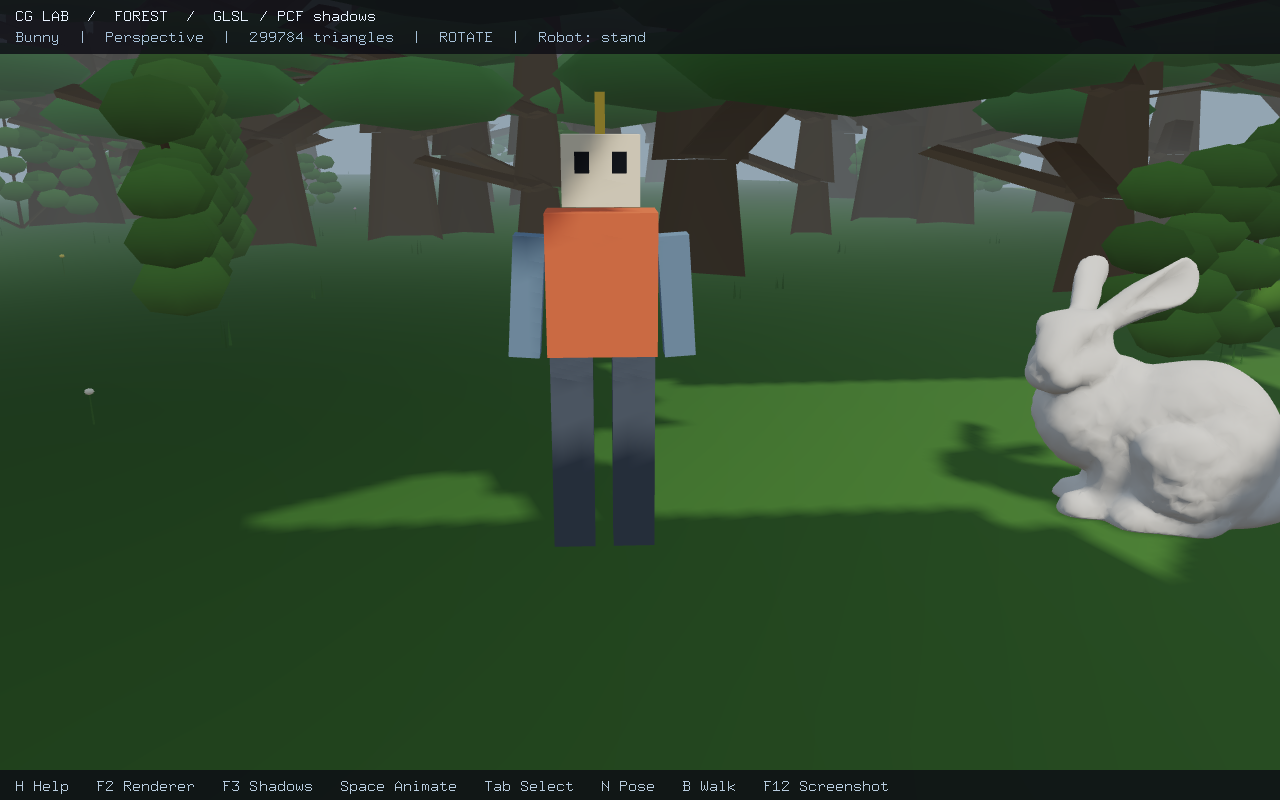 CG LAB / FOREST / GLSL / PCF shadows
Bunny | Perspective | 299784 triangles | ROTATE | Robot: stand
H Help F2 Renderer F3 Shadows Space Animate Tab Select N Pose B Walk F12 Screenshot